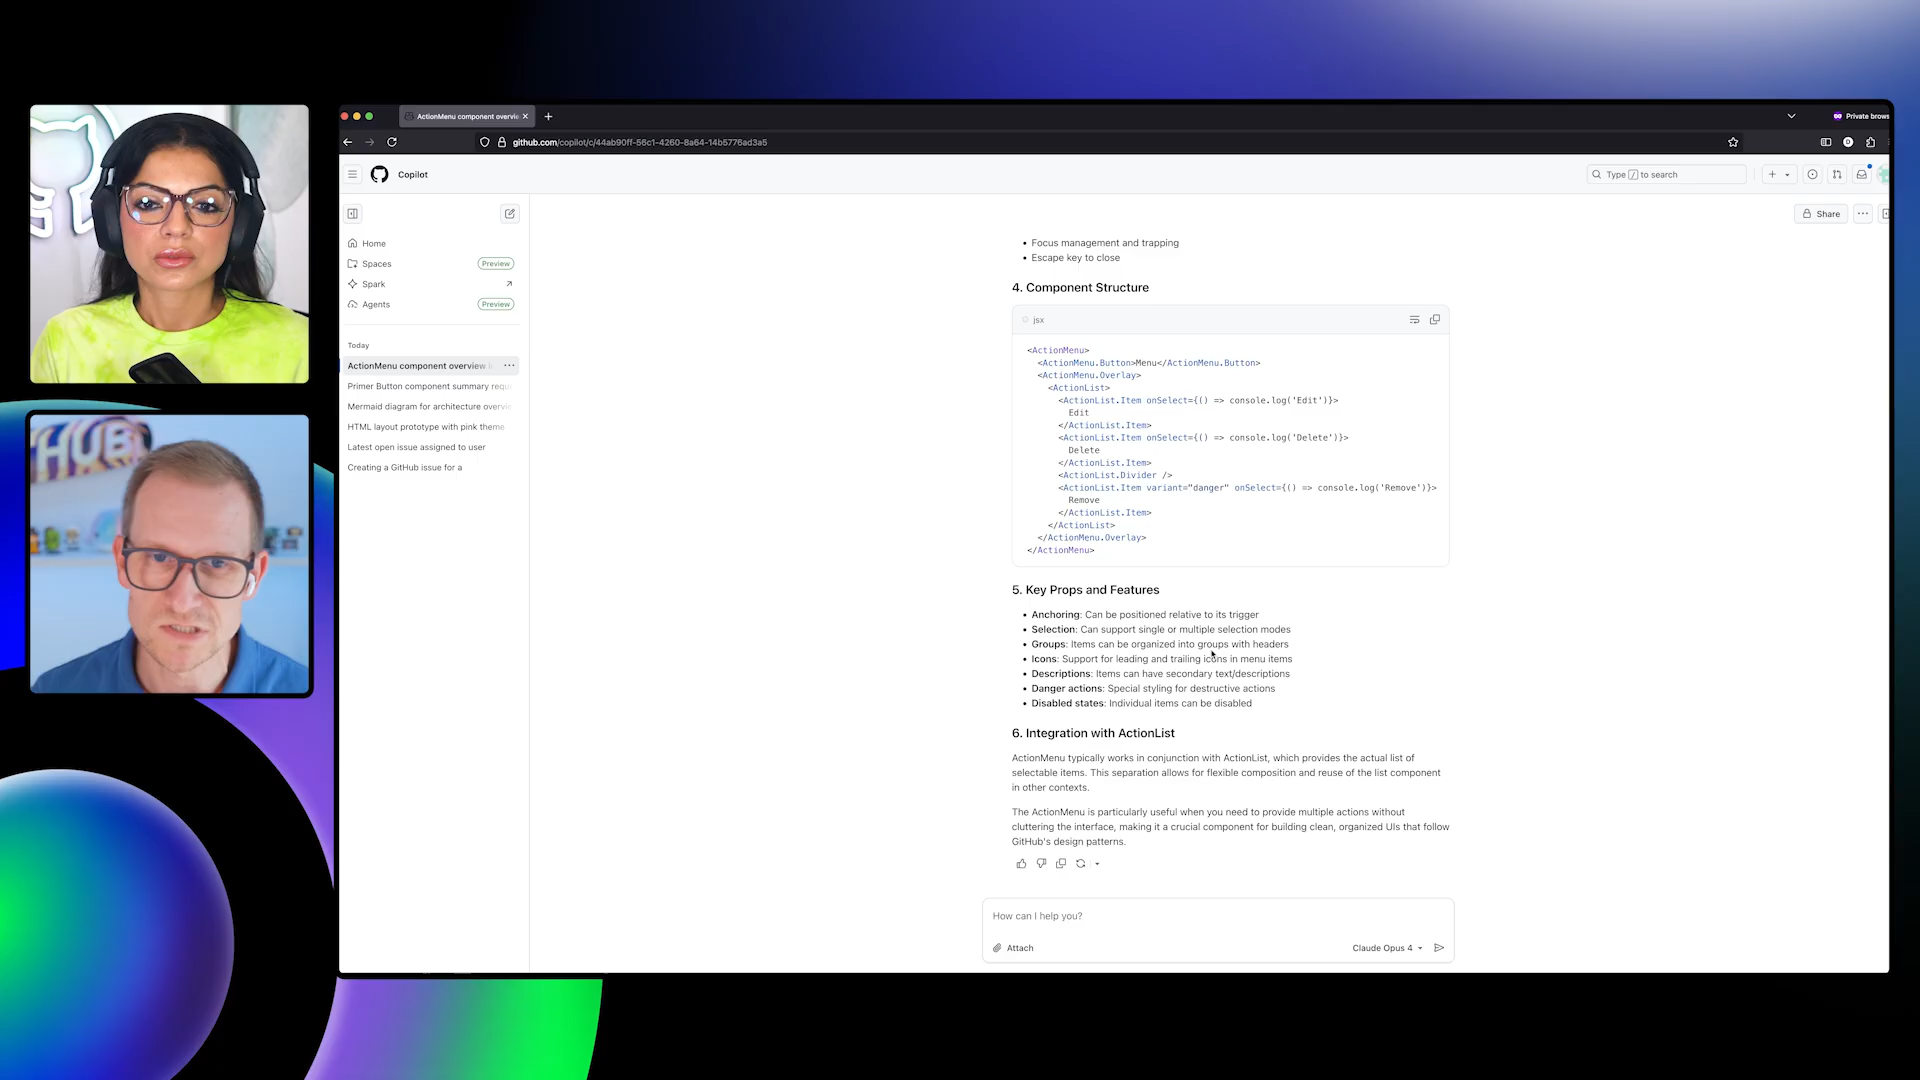 ActionMenu component overvie
Private brows
github.com/copilot/c/44ab90ff-56c1-4260-8a64-14b5776ad3a5
Copilot
Type / to search
Share
Home
Spaces Preview
Spark
Agents Preview
Today
ActionMenu component overview
Primer Button component summary requ
Mermaid diagram for architecture overvi
HTML layout prototype with pink theme
Latest open issue assigned to user
Creating a GitHub issue for a
• Focus management and trapping
• Escape key to close
4. Component Structure
jsx
<ActionMenu>
<ActionMenu.Button>Menu</ActionMenu.Button>
<ActionMenu.Overlay>
<ActionList>
<ActionList.Item onSelect={() => console.log('Edit')}>
Edit
</ActionList.Item>
<ActionList.Item onSelect={() => console.log('Delete')}>
Delete
</ActionList.Item>
<ActionList.Divider />
<ActionList.Item variant="danger" onSelect={() => console.log('Remove')}>
Remove
</ActionList.Item>
</ActionList>
</ActionMenu.Overlay>
</ActionMenu>
5. Key Props and Features
• Anchoring: Can be positioned relative to its trigger
• Selection: Can support single or multiple selection modes
• Groups: Items can be organized into groups with headers
• Icons: Support for leading and trailing icons in menu items
• Descriptions: Items can have secondary text/descriptions
• Danger actions: Special styling for destructive actions
• Disabled states: Individual items can be disabled
6. Integration with ActionList
ActionMenu typically works in conjunction with ActionList, which provides the actual list of
selectable items. This separation allows for flexible composition and reuse of the list component
in other contexts.
The ActionMenu is particularly useful when you need to provide multiple actions without
cluttering the interface, making it a crucial component for building clean, organized UIs that follow
GitHub's design patterns.
How can I help you?
Attach
Claude Opus 4
HUB